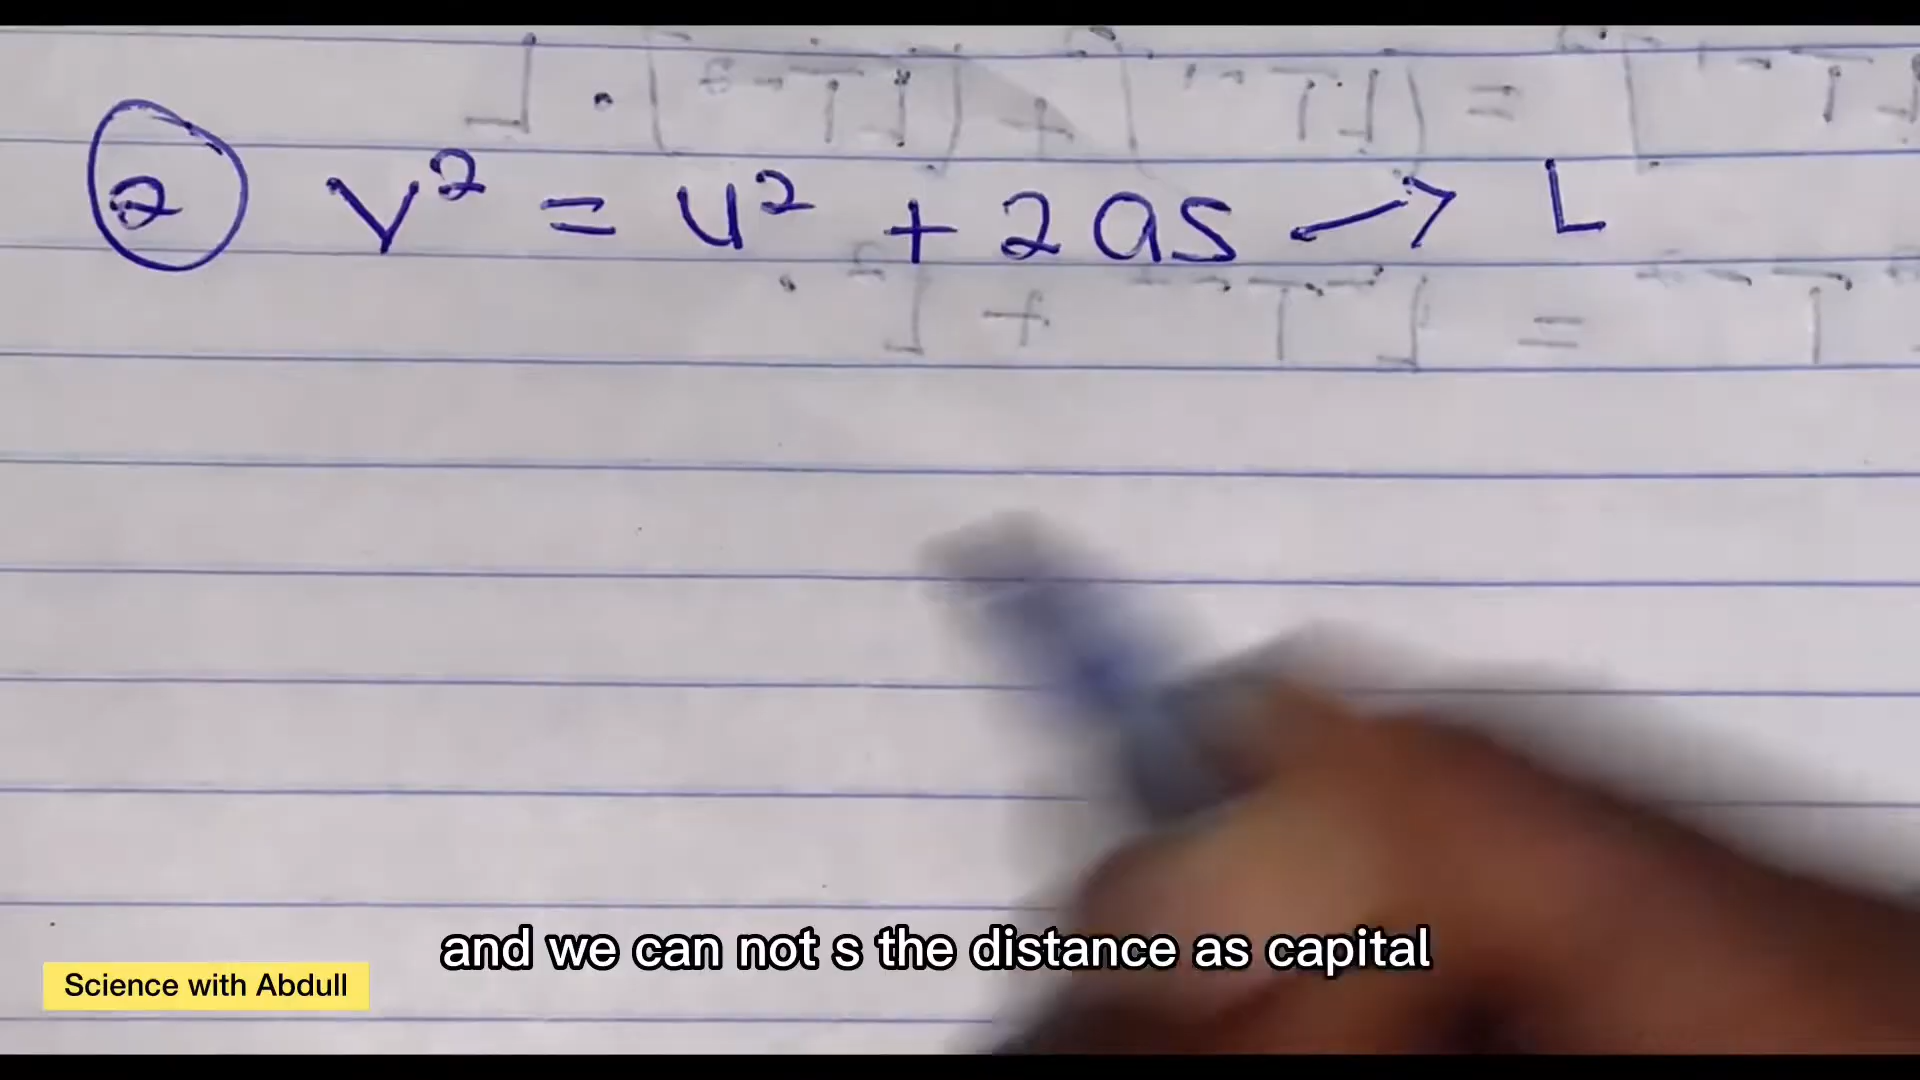 ② v² = u² + 2as → L
and we can not s the distance as capital
Science with Abdull